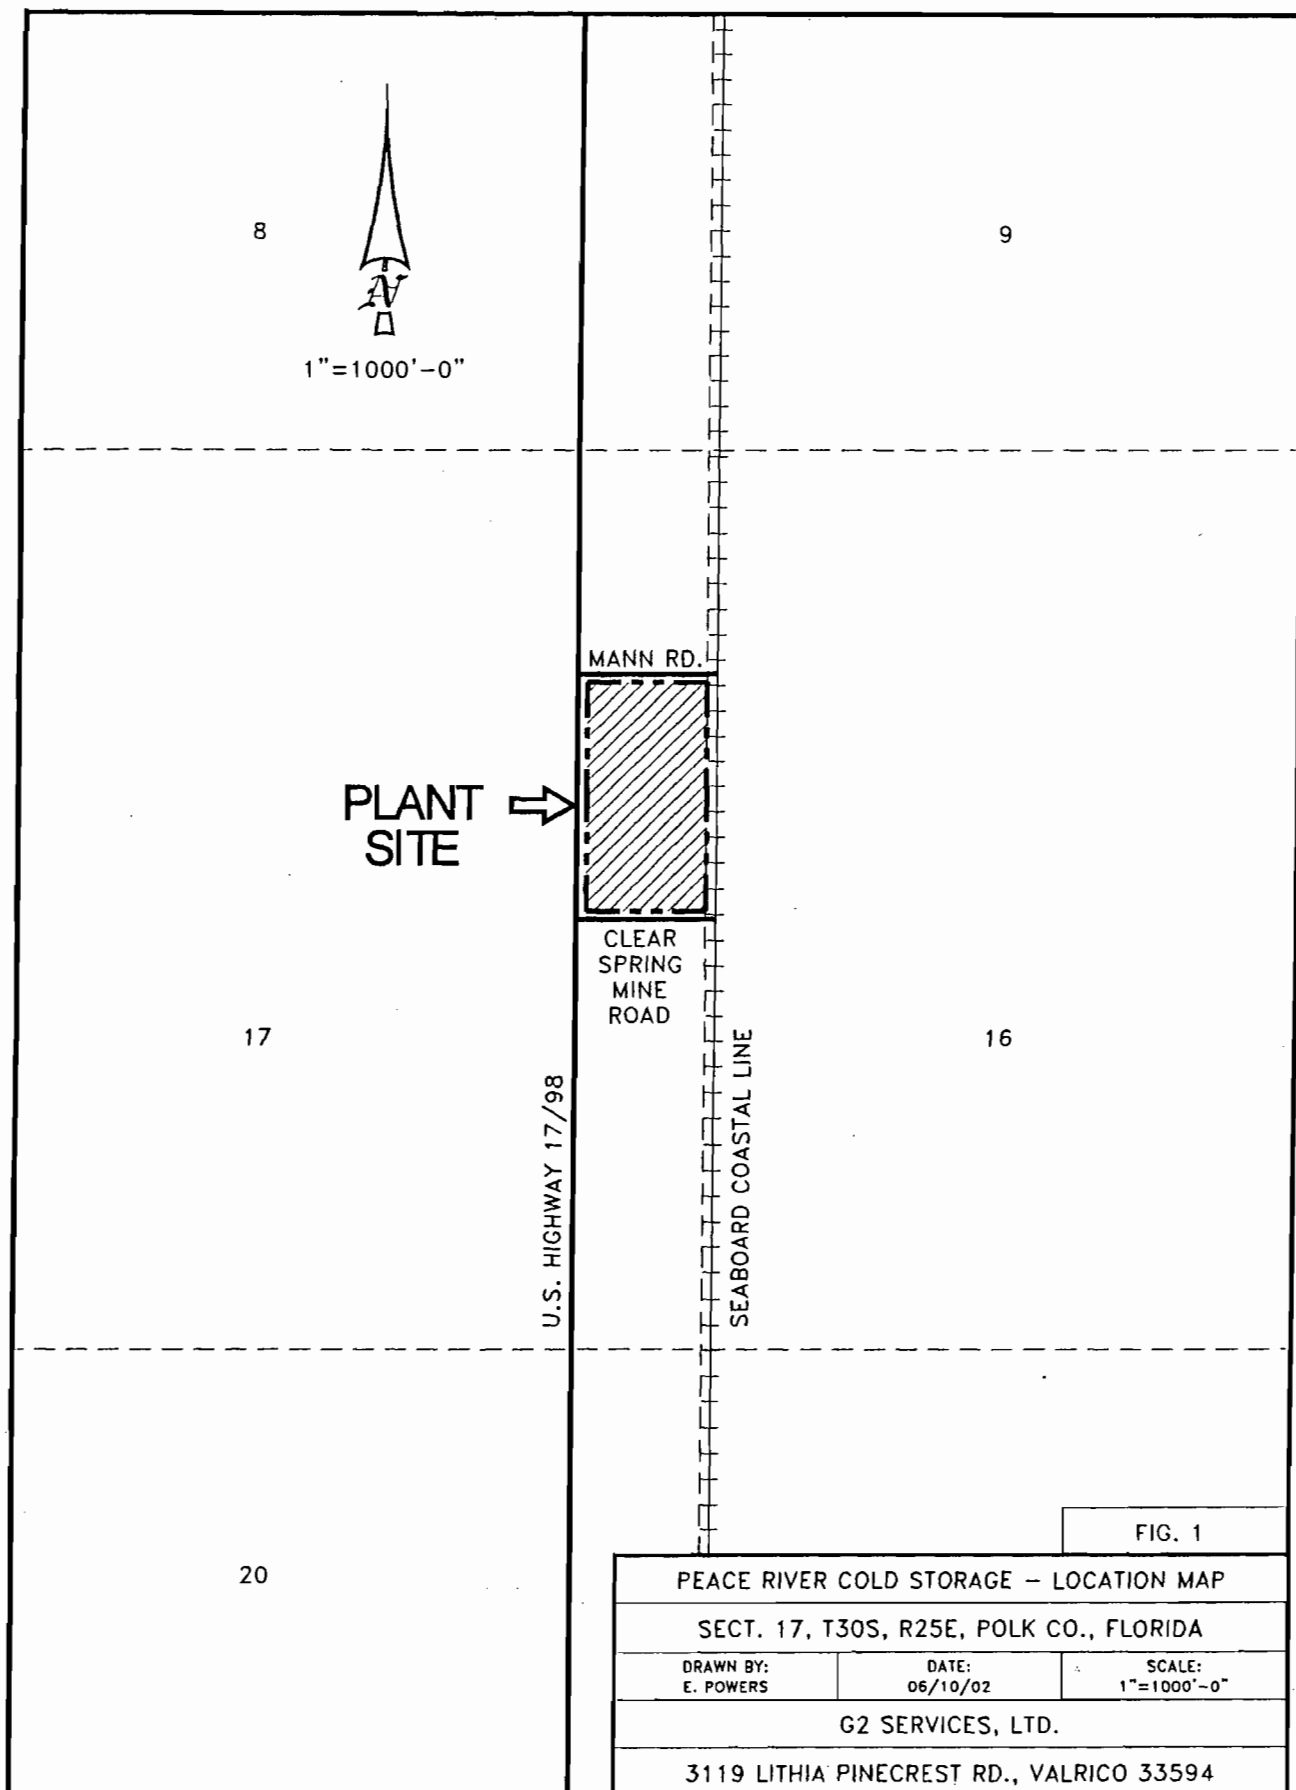 8
9
N
1"=1000'-0"
MANN RD.
PLANT
SITE
CLEAR
SPRING
MINE
ROAD
17
16
U.S. HIGHWAY 17/98
SEABOARD COASTAL LINE
20
FIG. 1
PEACE RIVER COLD STORAGE – LOCATION MAP
SECT. 17, T30S, R25E, POLK CO., FLORIDA
DRAWN BY:
E. POWERS
DATE:
06/10/02
SCALE:
1"=1000'-0"
G2 SERVICES, LTD.
3119 LITHIA PINECREST RD., VALRICO 33594